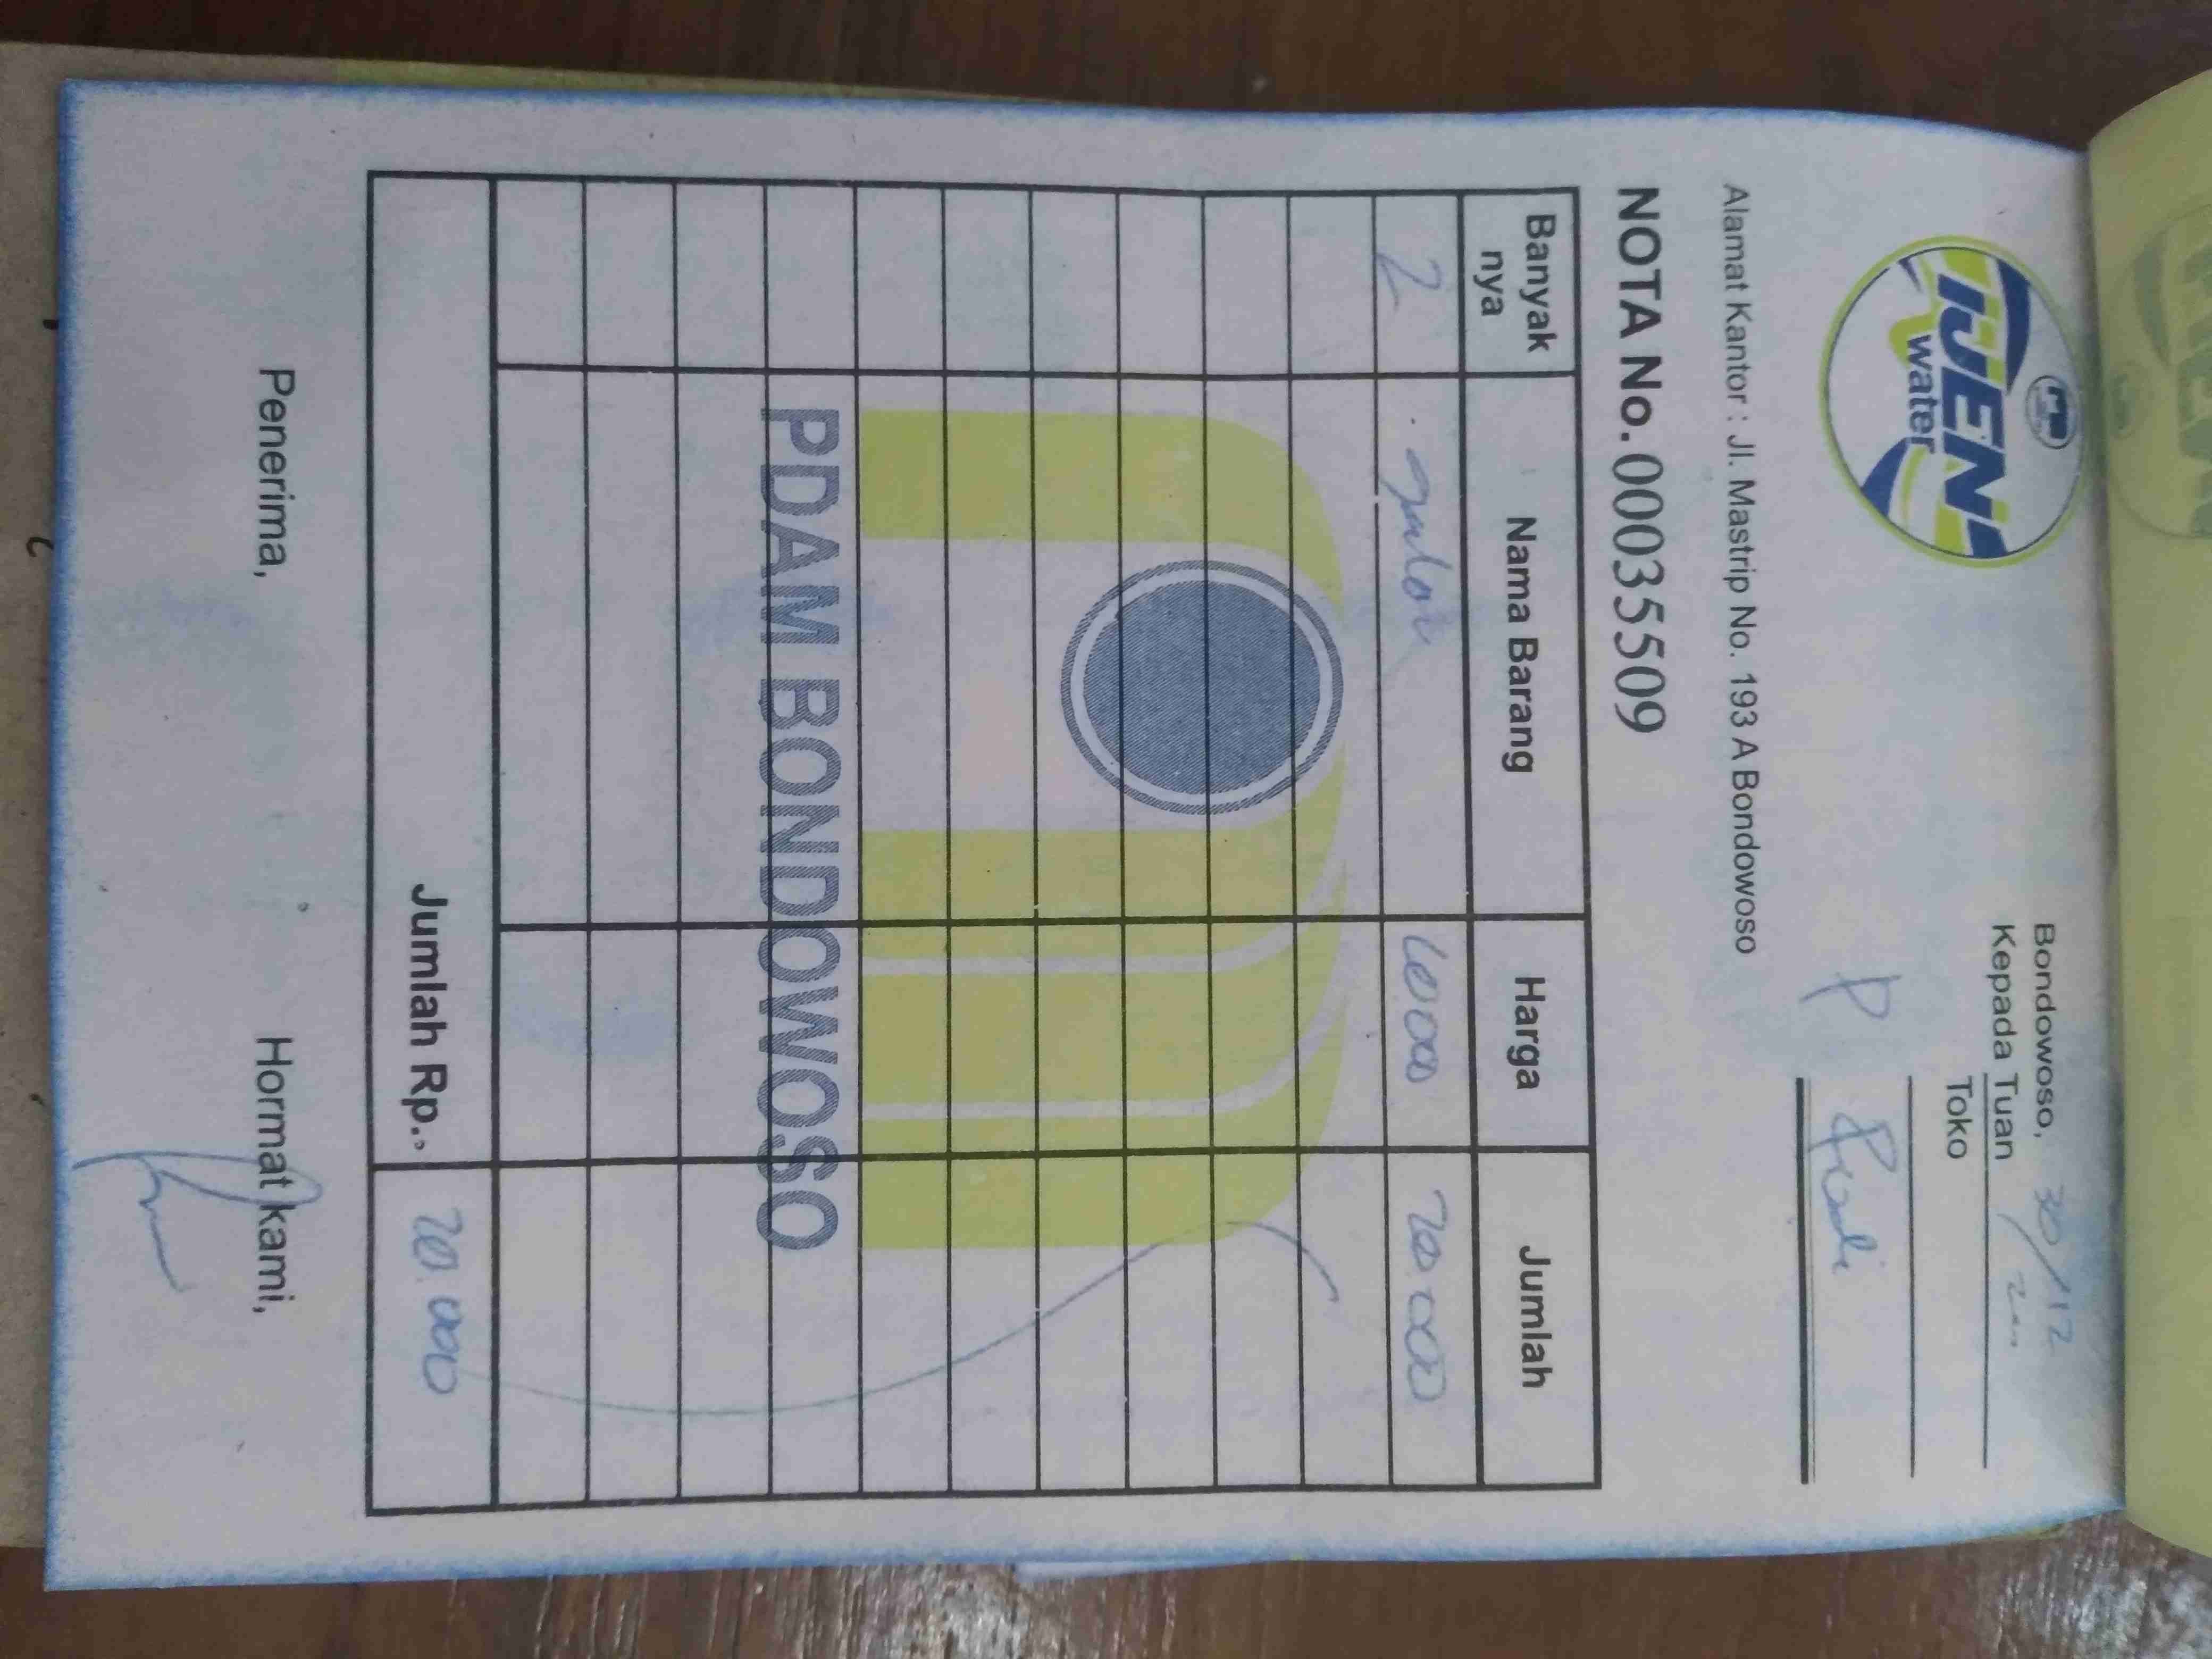 IJEN
water
Bondowoso, 30/12
Kepada Tuan
Toko
P Rudi
Alamat Kantor : Jl. Mastrip No. 193 A Bondowoso
NOTA No. 00035509
Banyak nya Nama Barang Harga Jumlah
2 galon 10.000 20.000
PDAM BONDOWOSO
Jumlah Rp. 20.000
Penerima, Hormat kami,